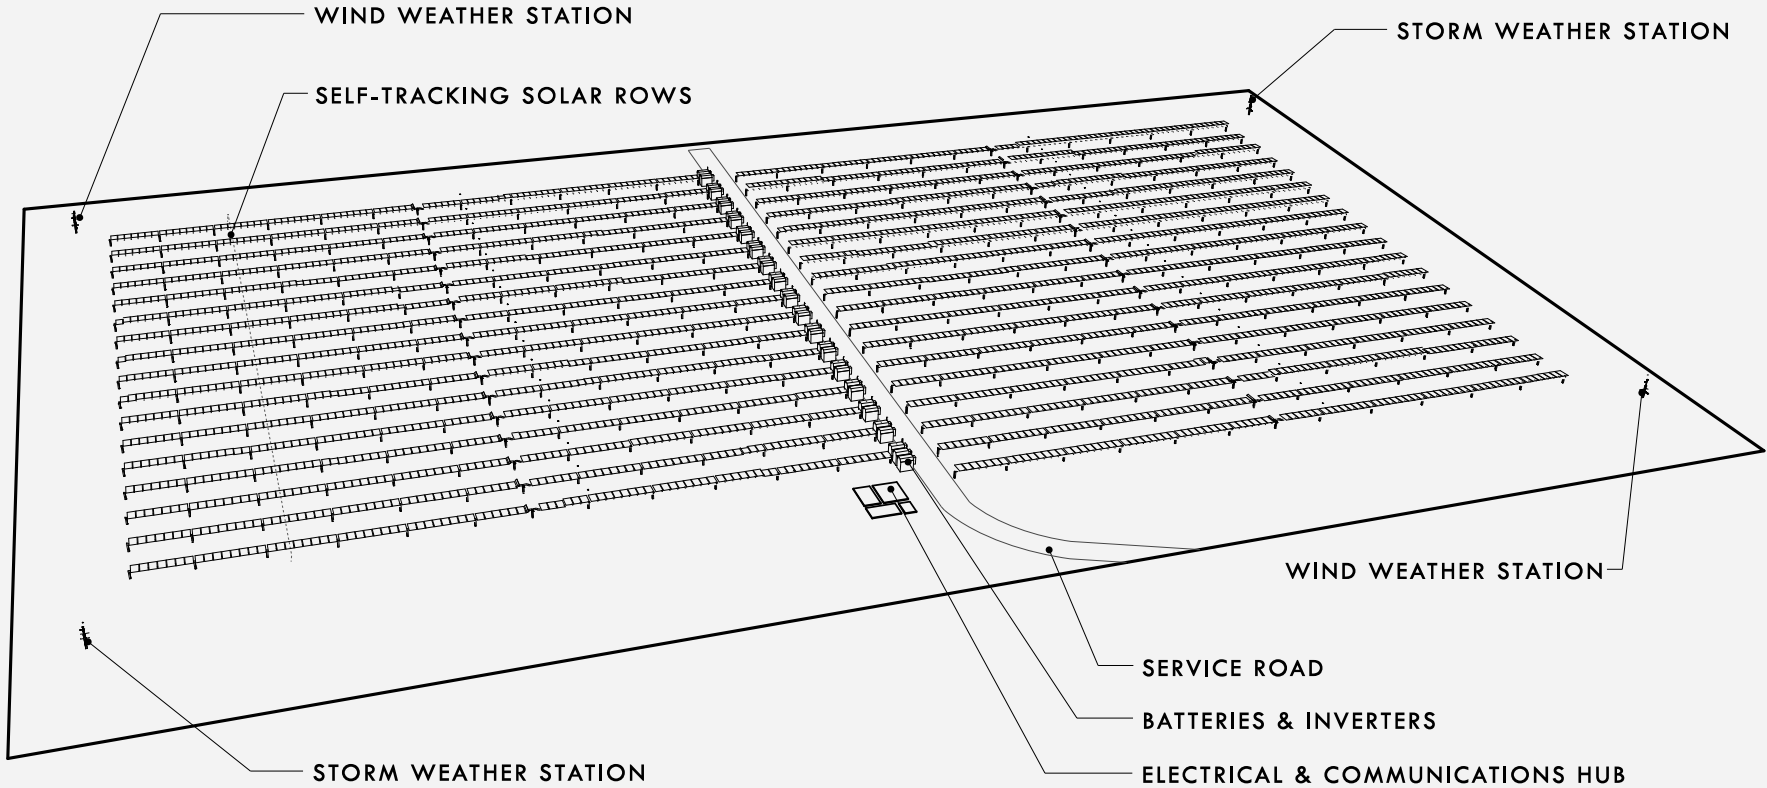 WIND WEATHER STATION
STORM WEATHER STATION
SELF-TRACKING SOLAR ROWS
WIND WEATHER STATION
SERVICE ROAD
BATTERIES & INVERTERS
STORM WEATHER STATION
ELECTRICAL & COMMUNICATIONS HUB